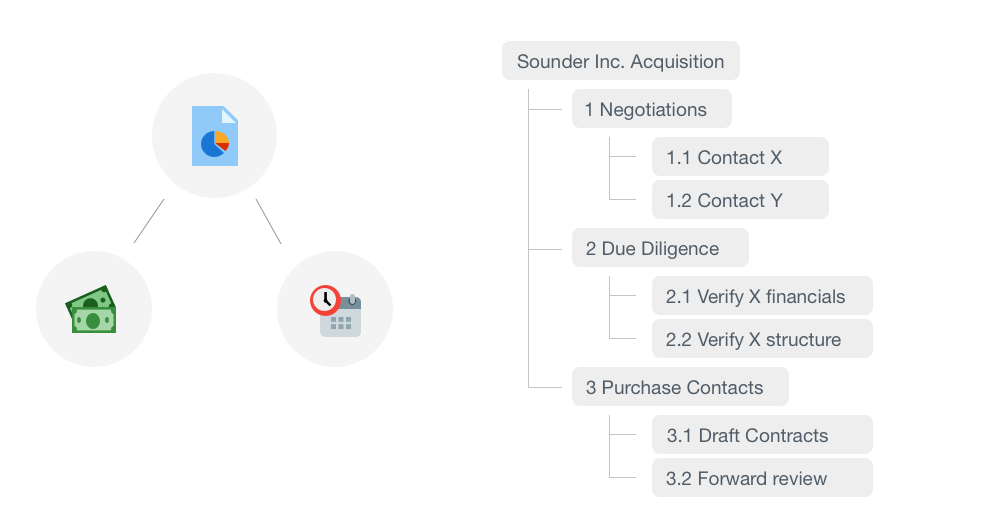 Sounder Inc. Acquisition
1 Negotiations
1.1 Contact X
1.2 Contact Y
2 Due Diligence
2.1 Verify X financials
2.2 Verify X structure
3 Purchase Contacts
3.1 Draft Contracts
3.2 Forward review